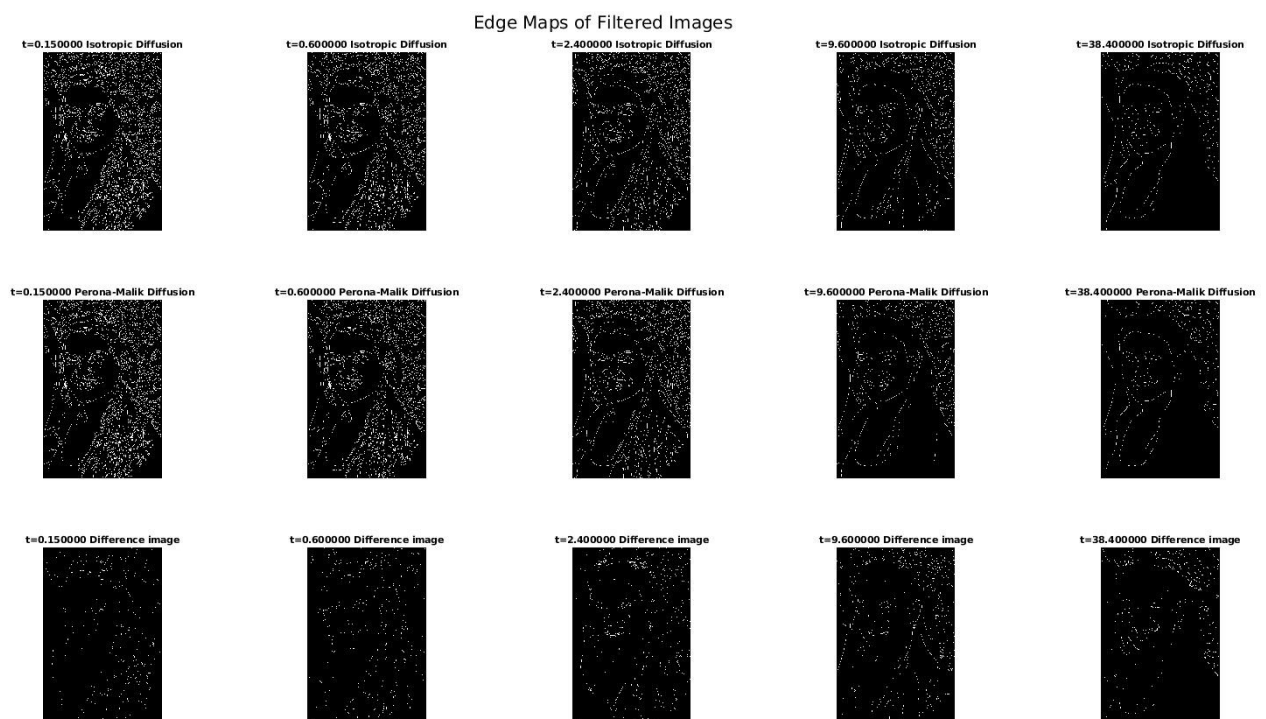 Edge Maps of Filtered Images
t=0.150000 Isotropic Diffusion
t=0.600000 Isotropic Diffusion
t=2.400000 Isotropic Diffusion
t=9.600000 Isotropic Diffusion
t=38.400000 Isotropic Diffusion
t=0.150000 Perona-Malik Diffusion
t=0.600000 Perona-Malik Diffusion
t=2.400000 Perona-Malik Diffusion
t=9.600000 Perona-Malik Diffusion
t=38.400000 Perona-Malik Diffusion
t=0.150000 Difference image
t=0.600000 Difference image
t=2.400000 Difference image
t=9.600000 Difference image
t=38.400000 Difference image